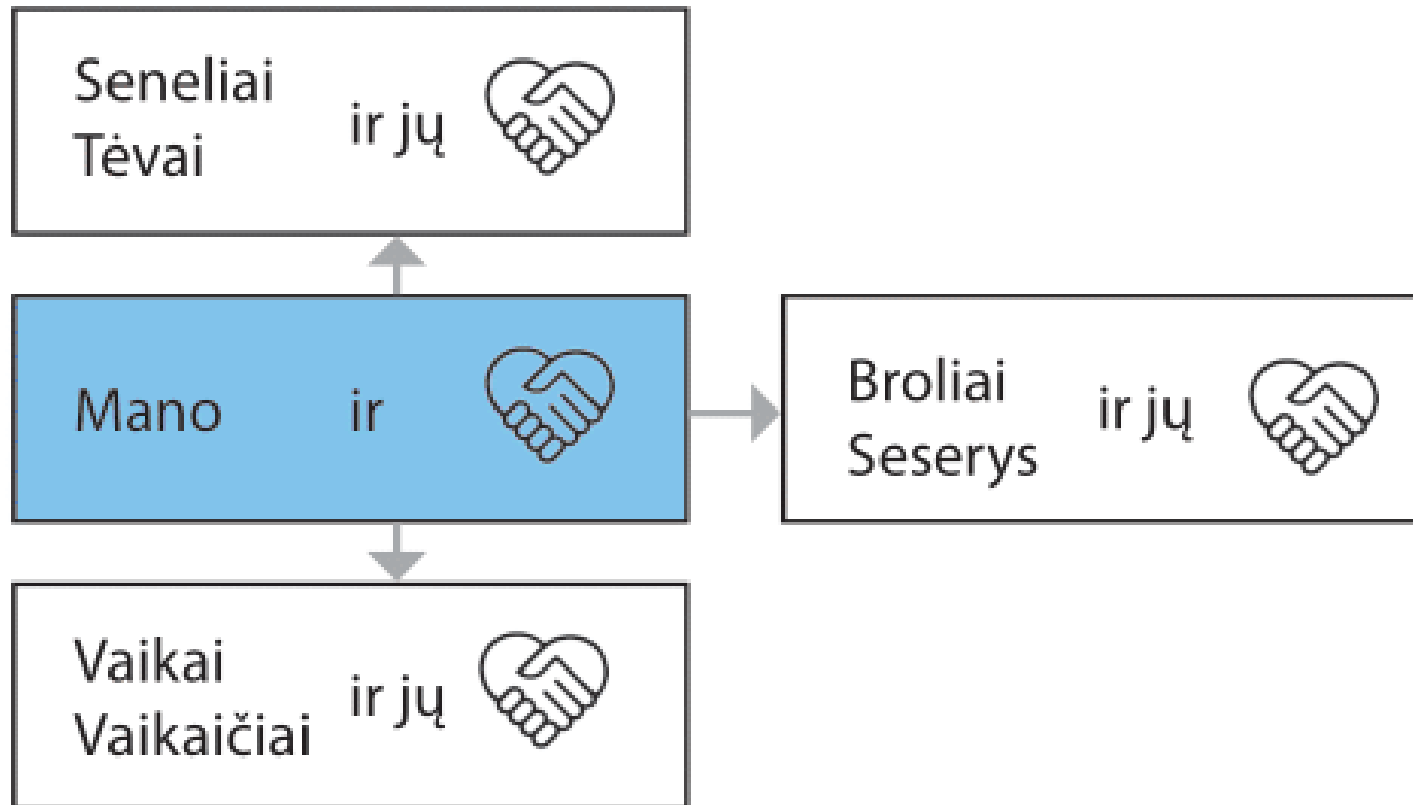 Seneliai
Tėvai
ir jų
Mano ir
Broliai
Seserys
ir jų
Vaikai
Vaikaičiai
ir jų